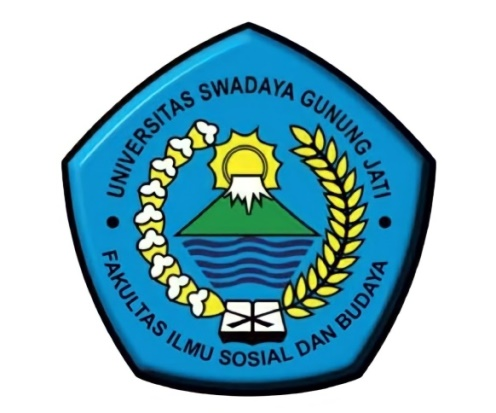 UNIVERSITAS SWADAYA GUNUNG JATI
FAKULTAS ILMU SOSIAL DAN BUDAYA